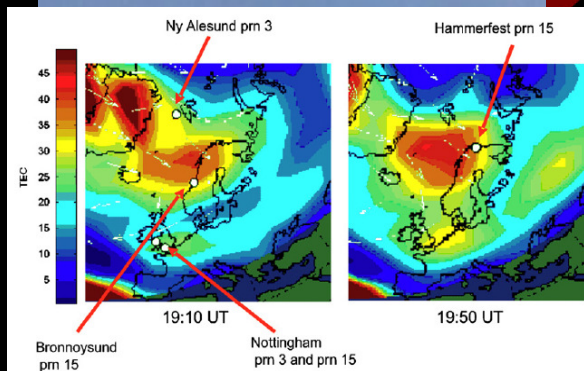 Ny Alesund prn 3
Hammerfest prn 15
45
40
35
30
25
20
15
10
5
TEC
19:10 UT
19:50 UT
Bronnoysund
prn 15
Nottingham
prn 3 and prn 15